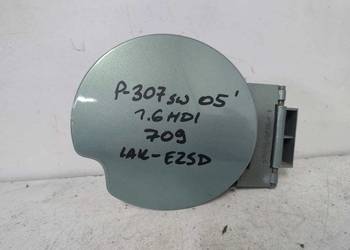 P-307 SW 05'
1.6 HDI
709
LAK-EZSD